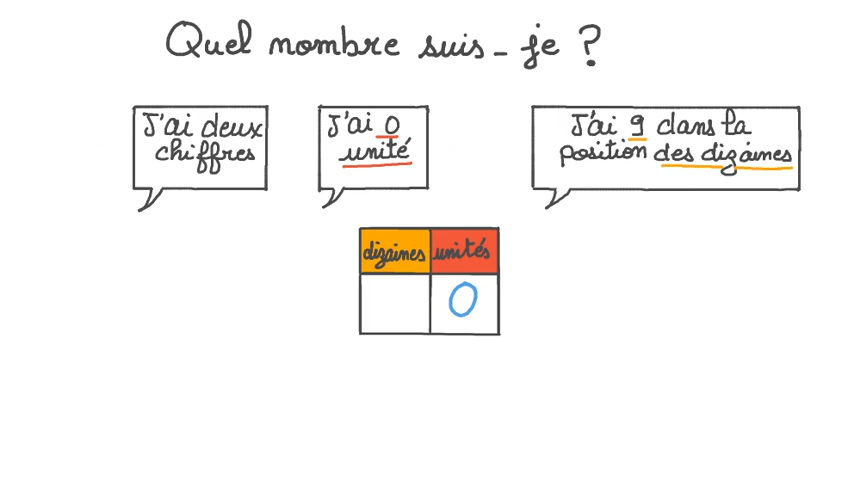 Quel nombre suis-je ?
J'ai deux
chiffres
J'ai 0
unité
J'ai 9 dans la
position des dizaines
dizaines unités
0